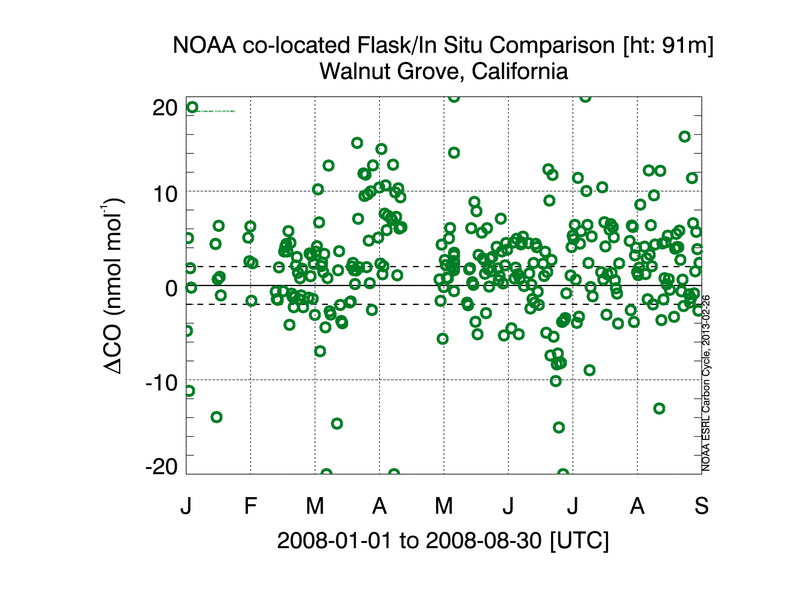 NOAA co-located Flask/In Situ Comparison [ht: 91m]
Walnut Grove, California
20
10
0
-10
-20
ΔCO (nmol mol⁻¹)
J F M A M J J A S
2008-01-01 to 2008-08-30 [UTC]
NOAA ESRL Carbon Cycle, 2013-02-26